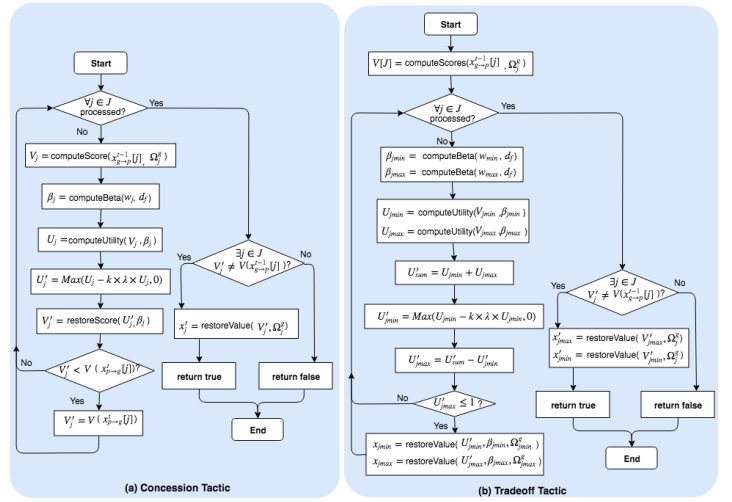 Start
∀j ∈ J
processed?
Yes
No
V_j = computeScore(x^{t-1}_{g→p}[j], Ω^g_j)
β_j = computeBeta(w_j, d_f)
U_j = computeUtility(V_j, β_j)
U'_j = Max(U_j − k × λ × U_j, 0)
V'_j = restoreScore(U'_j, β_j)
V'_j < V(x^t_{p→g}[j])?
No
Yes
V'_j = V(x^t_{p→g}[j])
∃j ∈ J
V'_j ≠ V(x^{t-1}_{g→p}[j])?
Yes
No
x'_j = restoreValue(V'_j, Ω^g_j)
return true
return false
End
(a) Concession Tactic
Start
V[J] = computeScores(x^{t-1}_{g→p}[j], Ω^g_j)
∀j ∈ J
processed?
Yes
No
β_{jmin} = computeBeta(w_{min}, d_f)
β_{jmax} = computeBeta(w_{max}, d_f)
U_{jmin} = computeUtility(V_{jmin}, β_{jmin})
U_{jmax} = computeUtility(V_{jmax}, β_{jmax})
U'_{sum} = U_{jmin} + U_{jmax}
U'_{jmin} = Max(U_{jmin} − k × λ × U_{jmin}, 0)
U'_{jmax} = U'_{sum} − U'_{jmin}
U'_{jmax} ≤ 1 ?
No
Yes
x_{jmin} = restoreValue(U'_{jmin}, β_{jmin}, Ω^g_{jmin})
x_{jmax} = restoreValue(U'_{jmax}, β_{jmax}, Ω^g_{jmax})
∃j ∈ J
V'_j ≠ V(x^{t-1}_{g→p}[j])?
Yes
No
x'_{jmax} = restoreValue(V'_{jmax}, Ω^g_j)
x'_{jmin} = restoreValue(V'_{jmin}, Ω^g_j)
return true
return false
End
(b) Tradeoff Tactic